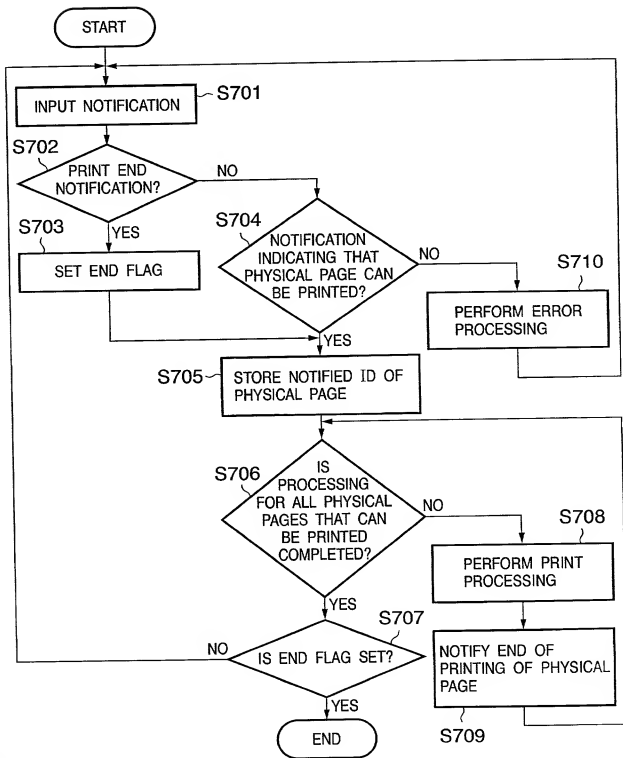 START
INPUT NOTIFICATION
S701
S702
PRINT END
NOTIFICATION?
NO
YES
S703
SET END FLAG
S704
NOTIFICATION
INDICATING THAT
PHYSICAL PAGE CAN
BE PRINTED?
NO
YES
S710
PERFORM ERROR
PROCESSING
S705
STORE NOTIFIED ID OF
PHYSICAL PAGE
S706
IS
PROCESSING
FOR ALL PHYSICAL
PAGES THAT CAN
BE PRINTED
COMPLETED?
NO
YES
S708
PERFORM PRINT
PROCESSING
S707
IS END FLAG SET?
NO
YES
NOTIFY END OF
PRINTING OF PHYSICAL
PAGE
S709
END